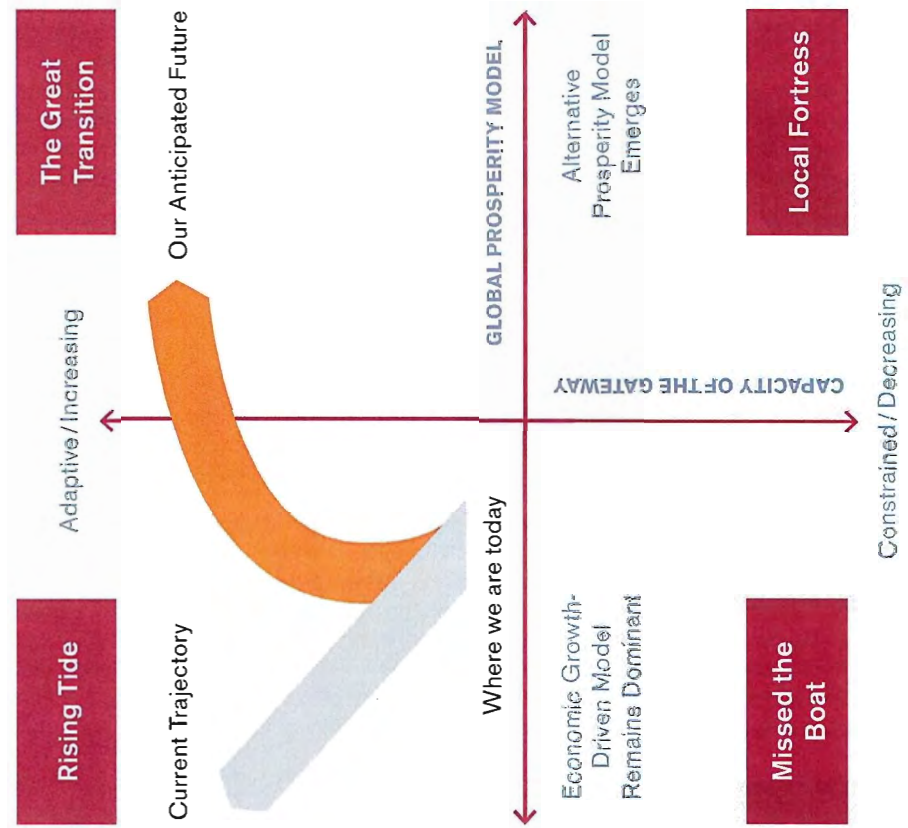 Rising Tide
Adaptive / Increasing
The Great
Transition
Current Trajectory
Our Anticipated Future
Where we are today
GLOBAL PROSPERITY MODEL
Economic Growth-
Driven Model
Remains Dominant
CAPACITY OF THE GATEWAY
Alternative
Prosperity Model
Emerges
Missed the
Boat
Constrained / Decreasing
Local Fortress